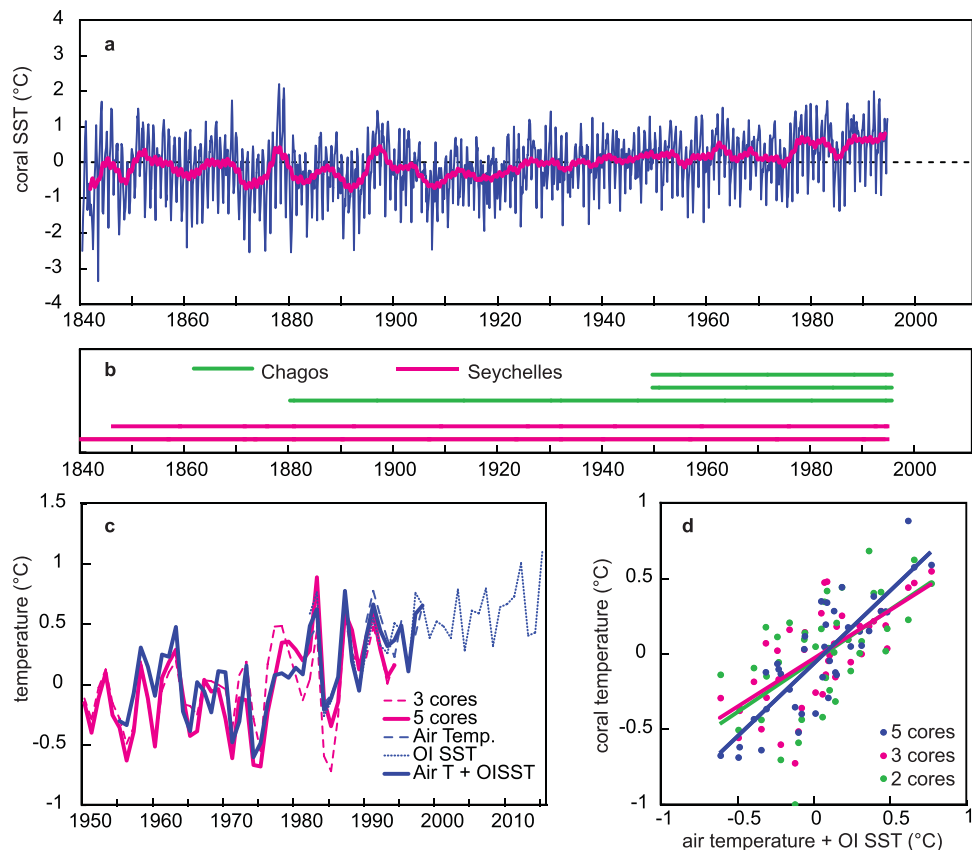 a
coral SST (°C)
4
3
2
1
0
-1
-2
-3
-4
1840 1860 1880 1900 1920 1940 1960 1980 2000
b
Chagos Seychelles
1840 1860 1880 1900 1920 1940 1960 1980 2000
c
temperature (°C)
1.5
1
0.5
0
-0.5
-1
3 cores
5 cores
Air Temp.
OI SST
Air T + OISST
1950 1960 1970 1980 1990 2000 2010
d
coral temperature (°C)
1
0.5
0
-0.5
-1
5 cores
3 cores
2 cores
-1 -0.5 0 0.5 1
air temperature + OI SST (°C)